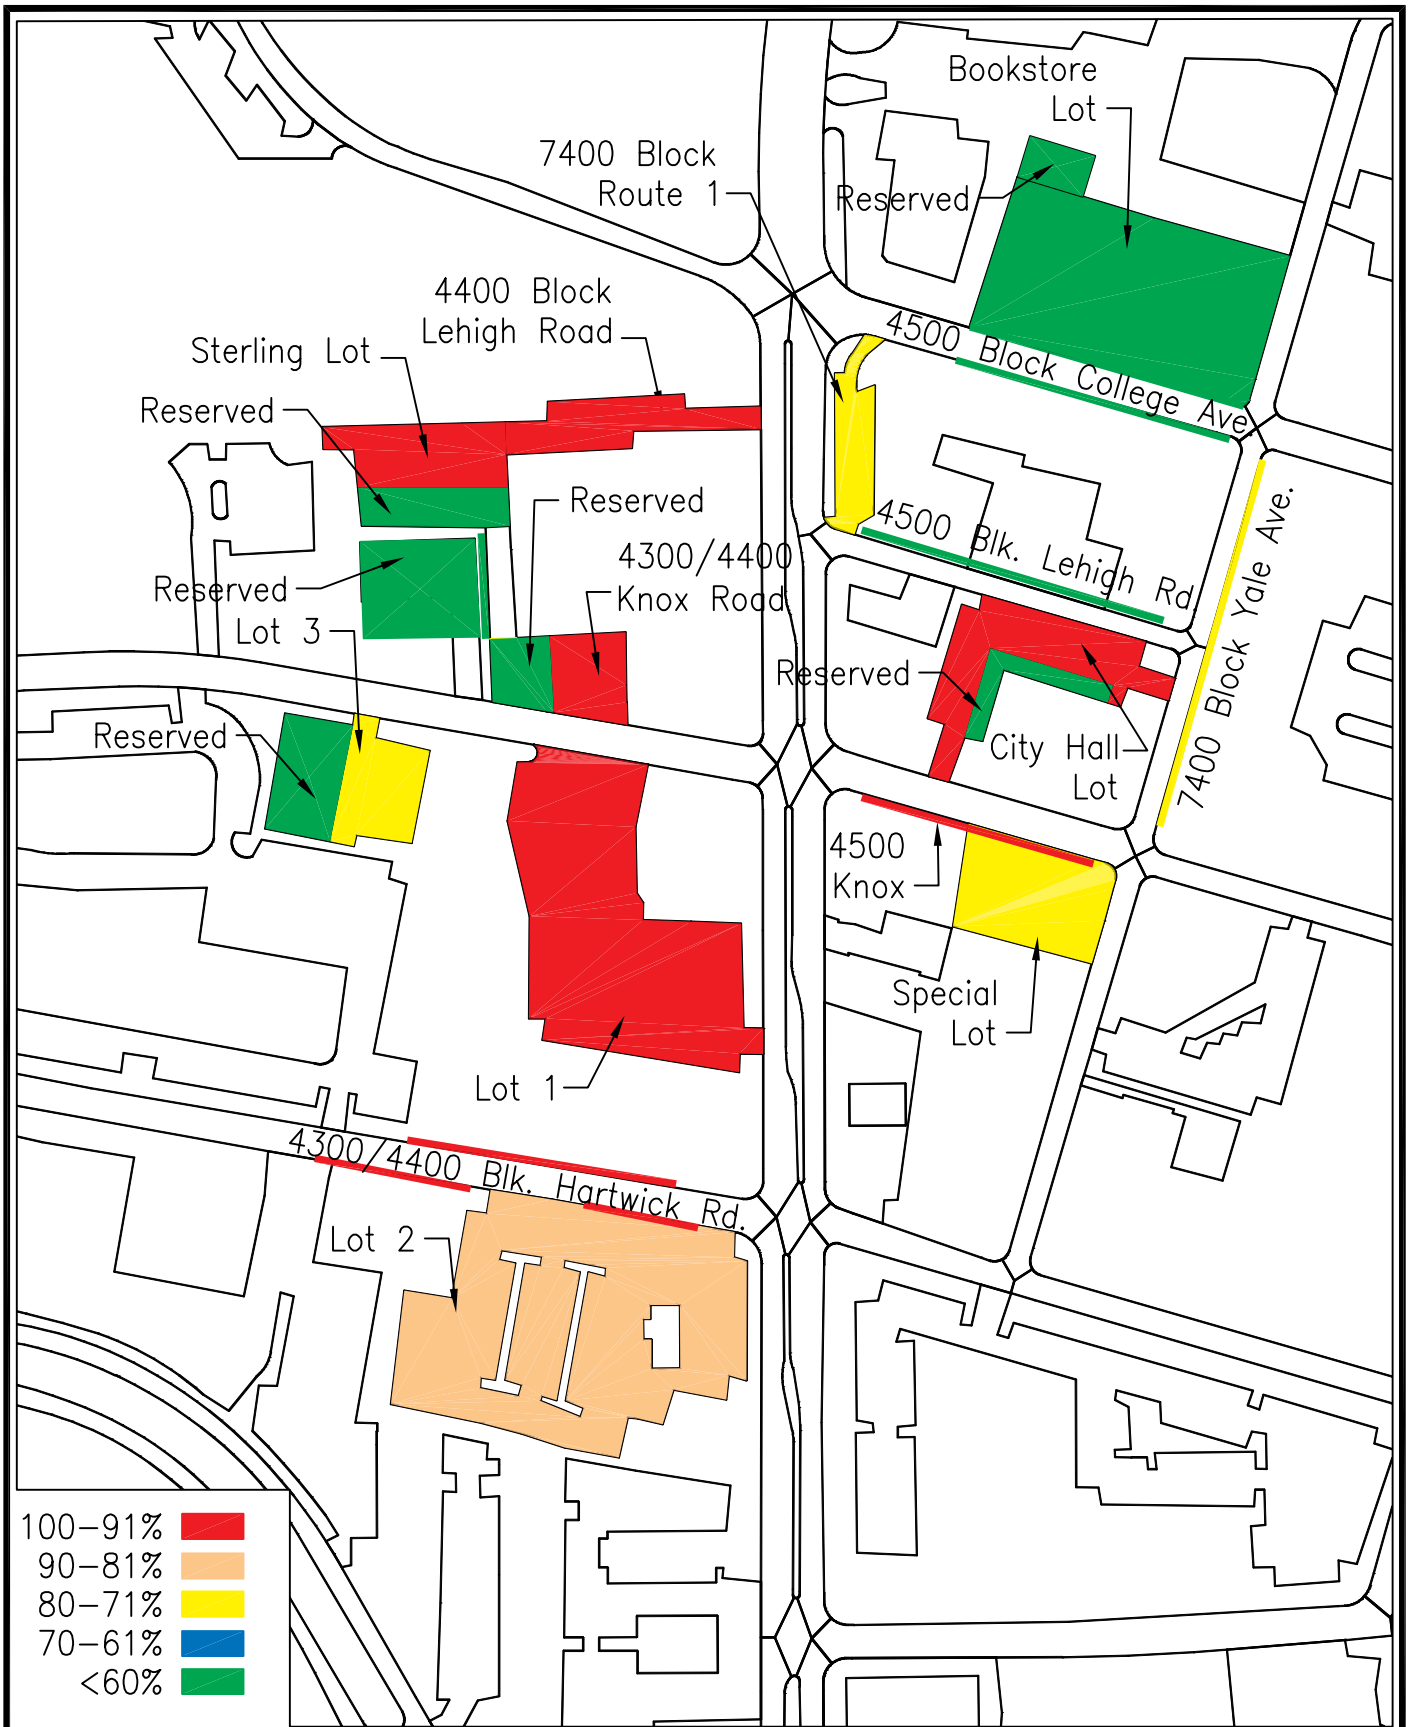 Bookstore
Lot
7400 Block
Route 1
Reserved
4400 Block
Lehigh Road
4500 Block College Ave.
Sterling Lot
Reserved
Reserved
4500 Blk. Lehigh Rd.
7400 Block Yale Ave.
4300/4400
Knox Road
Reserved
Lot 3
Reserved
Reserved
City Hall
Lot
4500
Knox
Special
Lot
Lot 1
4300/4400 Blk. Hartwick Rd.
Lot 2
100-91%
90-81%
80-71%
70-61%
<60%